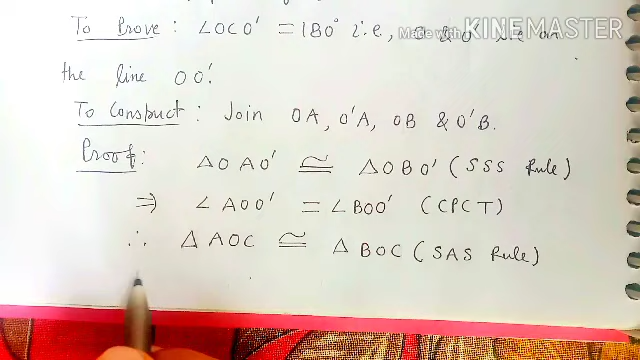 To Prove : ∠OCO' = 180° i.e, O & O' lie on
Made with KINEMASTER
the line OO'.
To Construct : Join OA, O'A, OB & O'B.
Proof : ΔOAO' ≅ ΔOBO' (SSS Rule)
⇒ ∠AOO' = ∠BOO' (CPCT)
∴ ΔAOC ≅ ΔBOC (SAS Rule)